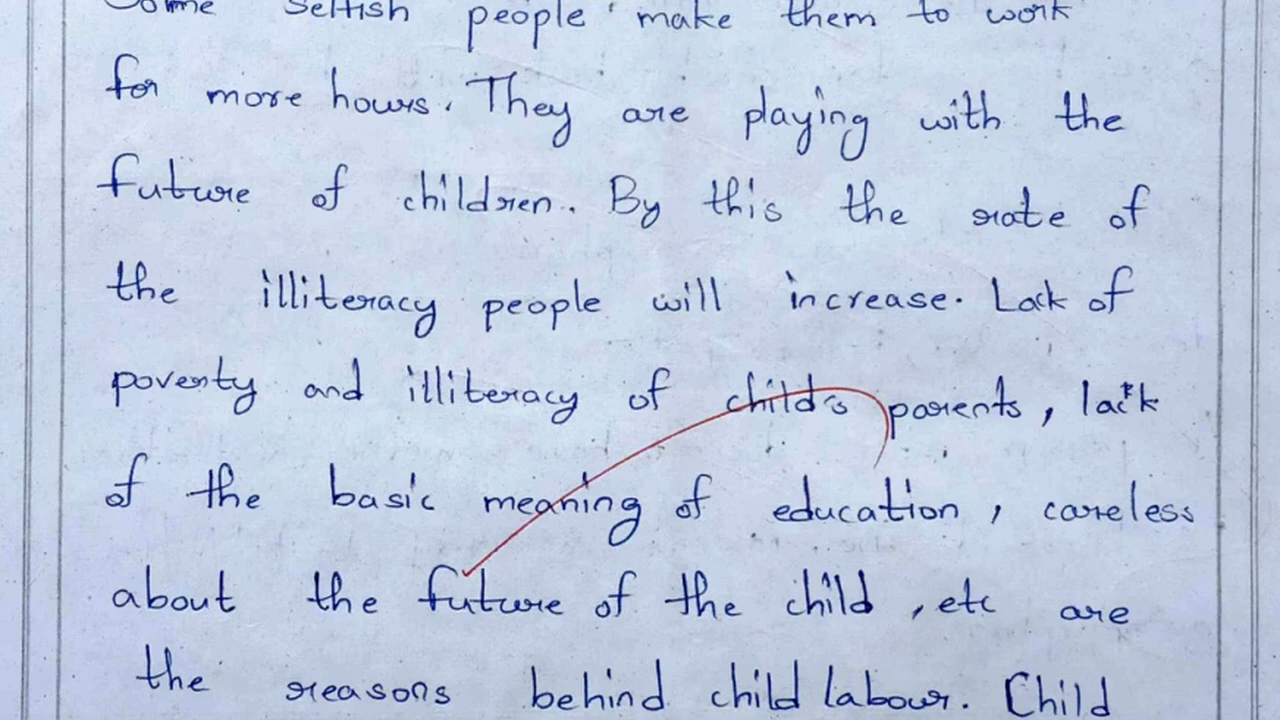 Some selfish people make them to work
for more hours. They are playing with the
future of children. By this the rate of
the illiteracy people will increase. Lack of
poverty and illiteracy of child's parents, lack
of the basic meaning of education, careless
about the future of the child, etc are
the reasons behind child labour. Child